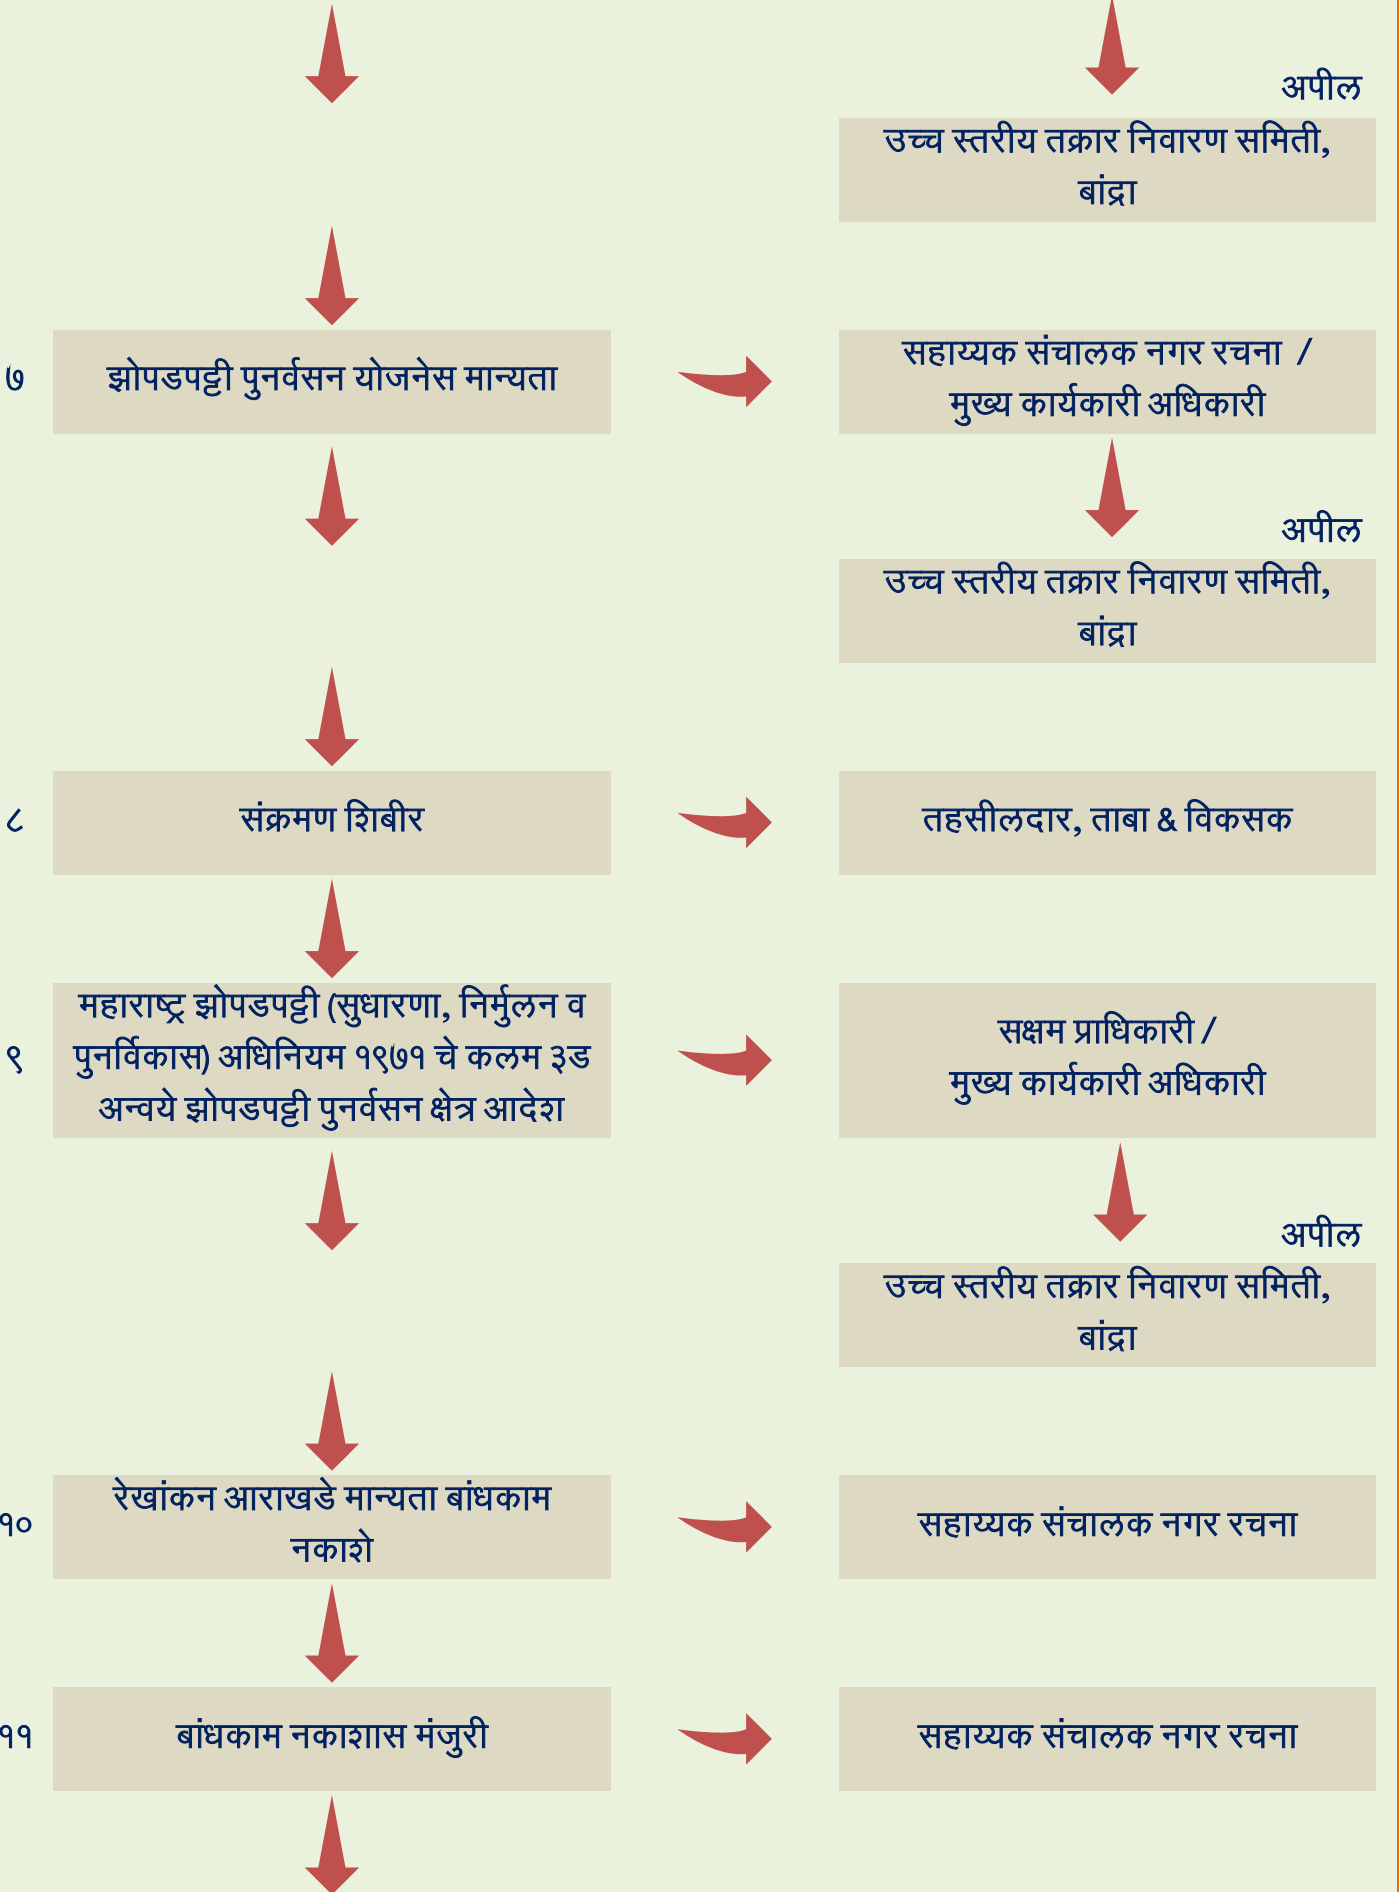 अपील
उच्च स्तरीय तक्रार निवारण समिती,
बांद्रा
७
झोपडपट्टी पुनर्वसन योजनेस मान्यता
सहाय्यक संचालक नगर रचना /
मुख्य कार्यकारी अधिकारी
अपील
उच्च स्तरीय तक्रार निवारण समिती,
बांद्रा
८
संक्रमण शिबीर
तहसीलदार, ताबा & विकसक
९
महाराष्ट्र झोपडपट्टी (सुधारणा, निर्मुलन व
पुनर्विकास) अधिनियम १९७१ चे कलम ३ड
अन्वये झोपडपट्टी पुनर्वसन क्षेत्र आदेश
सक्षम प्राधिकारी /
मुख्य कार्यकारी अधिकारी
अपील
उच्च स्तरीय तक्रार निवारण समिती,
बांद्रा
१०
रेखांकन आराखडे मान्यता बांधकाम
नकाशे
सहाय्यक संचालक नगर रचना
११
बांधकाम नकाशास मंजुरी
सहाय्यक संचालक नगर रचना